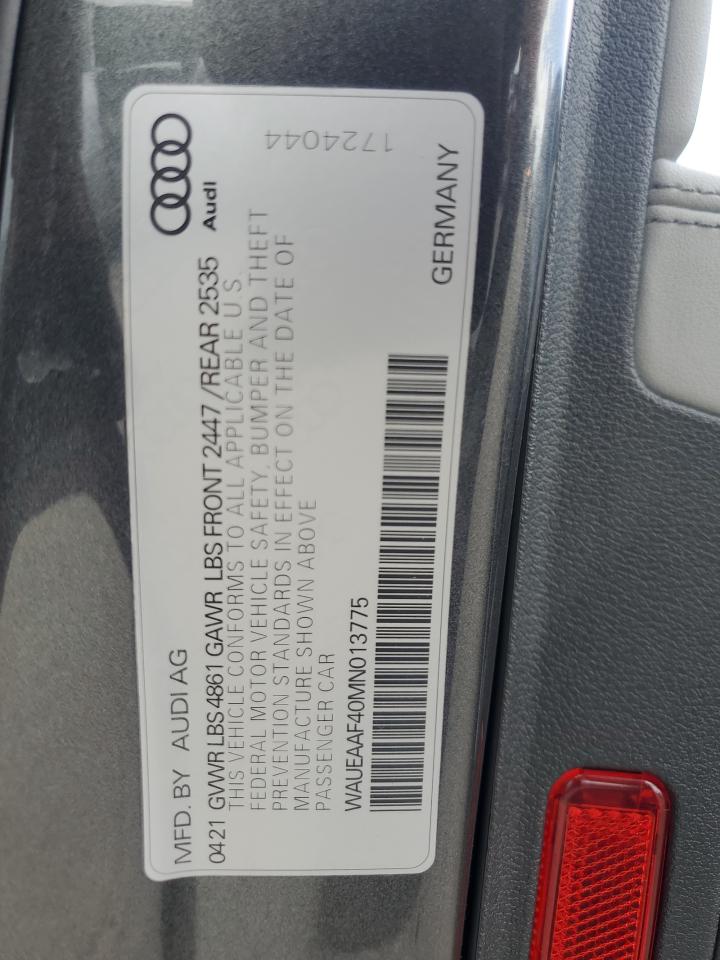 Audi
1724044
MFD. BY AUDI AG
0421 GVWR LBS 4861 GAWR LBS FRONT 2447 /REAR 2535
THIS VEHICLE CONFORMS TO ALL APPLICABLE U.S.
FEDERAL MOTOR VEHICLE SAFETY, BUMPER AND THEFT
PREVENTION STANDARDS IN EFFECT ON THE DATE OF
MANUFACTURE SHOWN ABOVE
PASSENGER CAR
WAUEAAF40MN013775
GERMANY